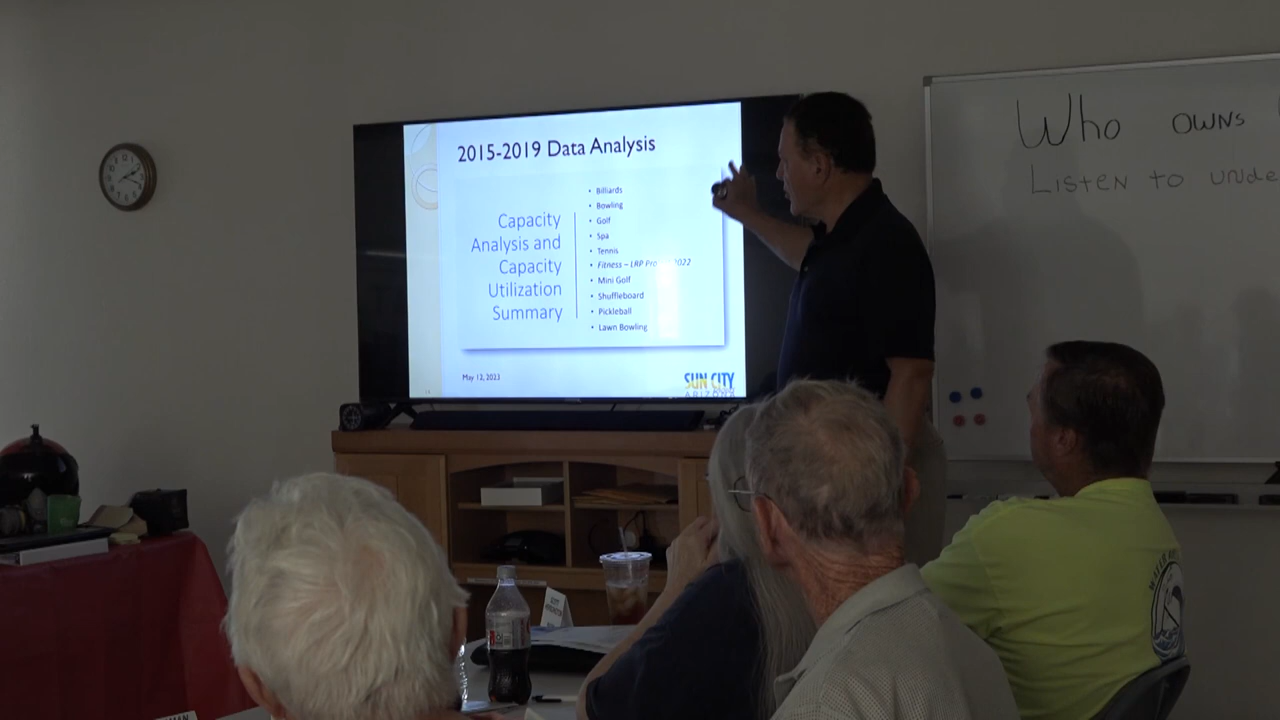 2015-2019 Data Analysis
Capacity
Analysis and
Capacity
Utilization
Summary
• Billiards
• Bowling
• Golf
• Spa
• Tennis
• Fitness – LRP 2022
• Mini Golf
• Shuffleboard
• Pickleball
• Lawn Bowling
May 12, 2023
SUN CITY
ARIZONA
Who OWNS
LISTEN TO